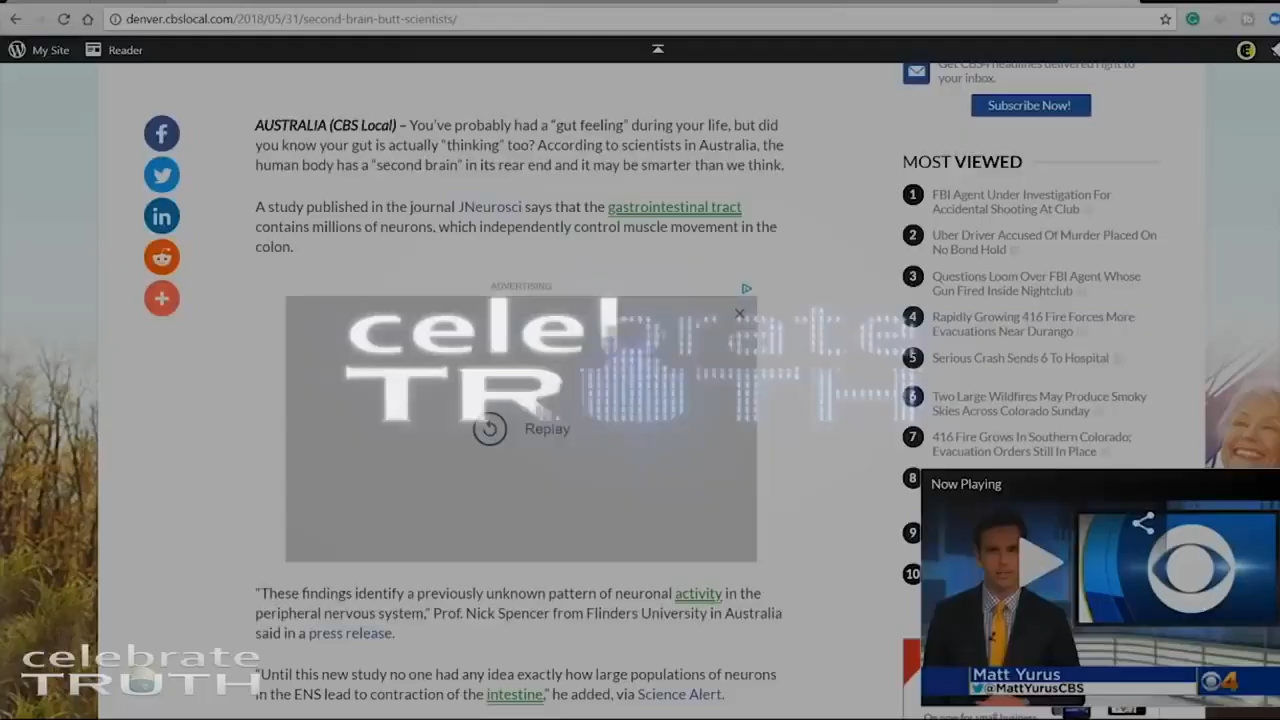 denver.cbslocal.com/2018/05/31/second-brain-butt-scientists/
My Site
Reader
Get CBS4 headlines delivered right to
your inbox.
Subscribe Now!
AUSTRALIA (CBS Local) – You've probably had a “gut feeling” during your life, but did
you know your gut is actually “thinking” too? According to scientists in Australia, the
human body has a “second brain” in its rear end and it may be smarter than we think.
A study published in the journal JNeurosci says that the gastrointestinal tract
contains millions of neurons, which independently control muscle movement in the
colon.
ADVERTISING
celebrate
TRUTH
Replay
“These findings identify a previously unknown pattern of neuronal activity in the
peripheral nervous system,” Prof. Nick Spencer from Flinders University in Australia
said in a press release.
“Until this new study no one had any idea exactly how large populations of neurons
in the ENS lead to contraction of the intestine,” he added, via Science Alert.
MOST VIEWED
1 FBI Agent Under Investigation For
Accidental Shooting At Club
2 Uber Driver Accused Of Murder Placed On
No Bond Hold
3 Questions Loom Over FBI Agent Whose
Gun Fired Inside Nightclub
4 Rapidly Growing 416 Fire Forces More
Evacuations Near Durango
5 Serious Crash Sends 6 To Hospital
6 Two Large Wildfires May Produce Smoky
Skies Across Colorado Sunday
7 416 Fire Grows In Southern Colorado;
Evacuation Orders Still In Place
8
9
10
Now Playing
Matt Yurus
@MattYurusCBS
4
celebrate
TRUTH